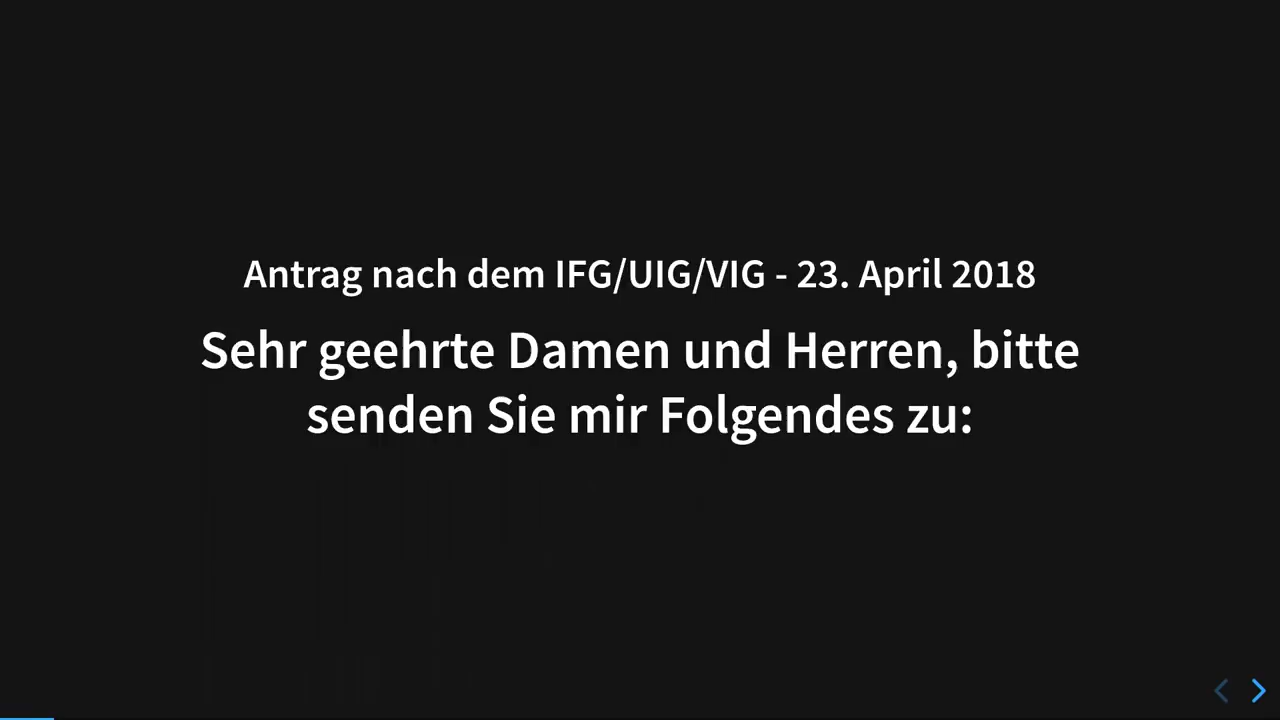 Antrag nach dem IFG/UIG/VIG - 23. April 2018
Sehr geehrte Damen und Herren, bitte
senden Sie mir Folgendes zu: